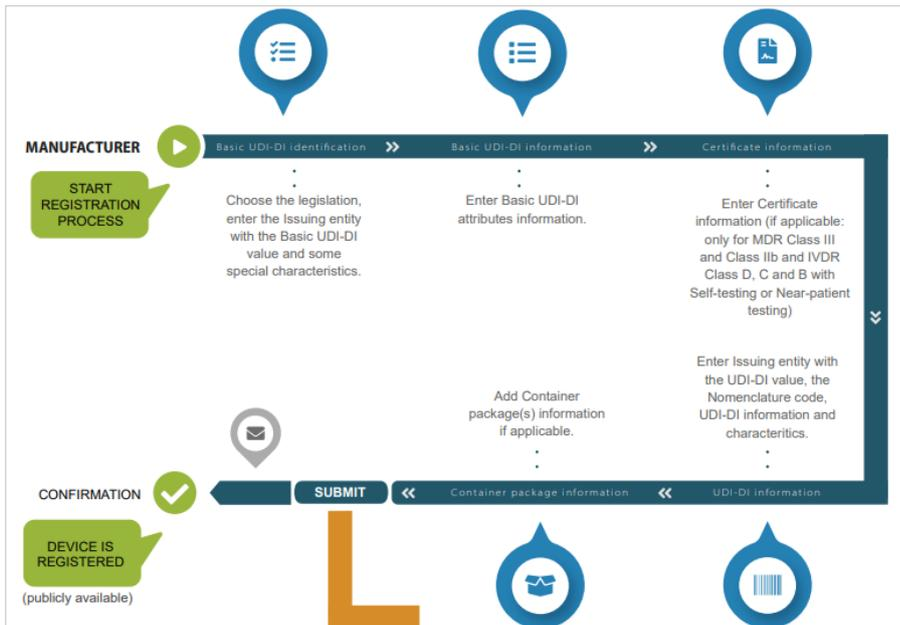 MANUFACTURER
Basic UDI-DI identification
Basic UDI-DI information
Certificate information
START
REGISTRATION
PROCESS
Choose the legislation,
enter the Issuing entity
with the Basic UDI-DI
value and some
special characteristics.
Enter Basic UDI-DI
attributes information.
Enter Certificate
information (if applicable:
only for MDR Class III
and Class IIb and IVDR
Class D, C and B with
Self-testing or Near-patient
testing)
Enter Issuing entity with
the UDI-DI value, the
Nomenclature code,
UDI-DI information and
characteritics.
Add Container
package(s) information
if applicable.
CONFIRMATION
SUBMIT
Container package information
UDI-DI information
DEVICE IS
REGISTERED
(publicly available)